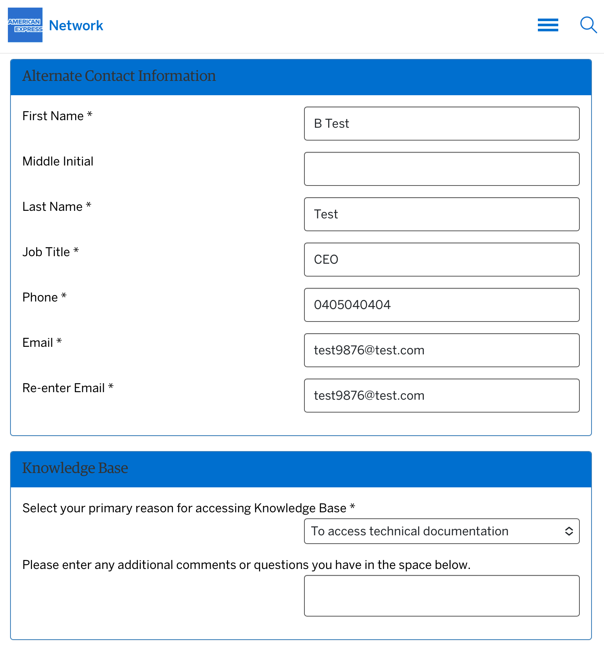 AMERICAN
EXPRESS
Network
Alternate Contact Information
First Name *
B Test
Middle Initial
Last Name *
Test
Job Title *
CEO
Phone *
0405040404
Email *
test9876@test.com
Re-enter Email *
test9876@test.com
Knowledge Base
Select your primary reason for accessing Knowledge Base *
To access technical documentation
Please enter any additional comments or questions you have in the space below.